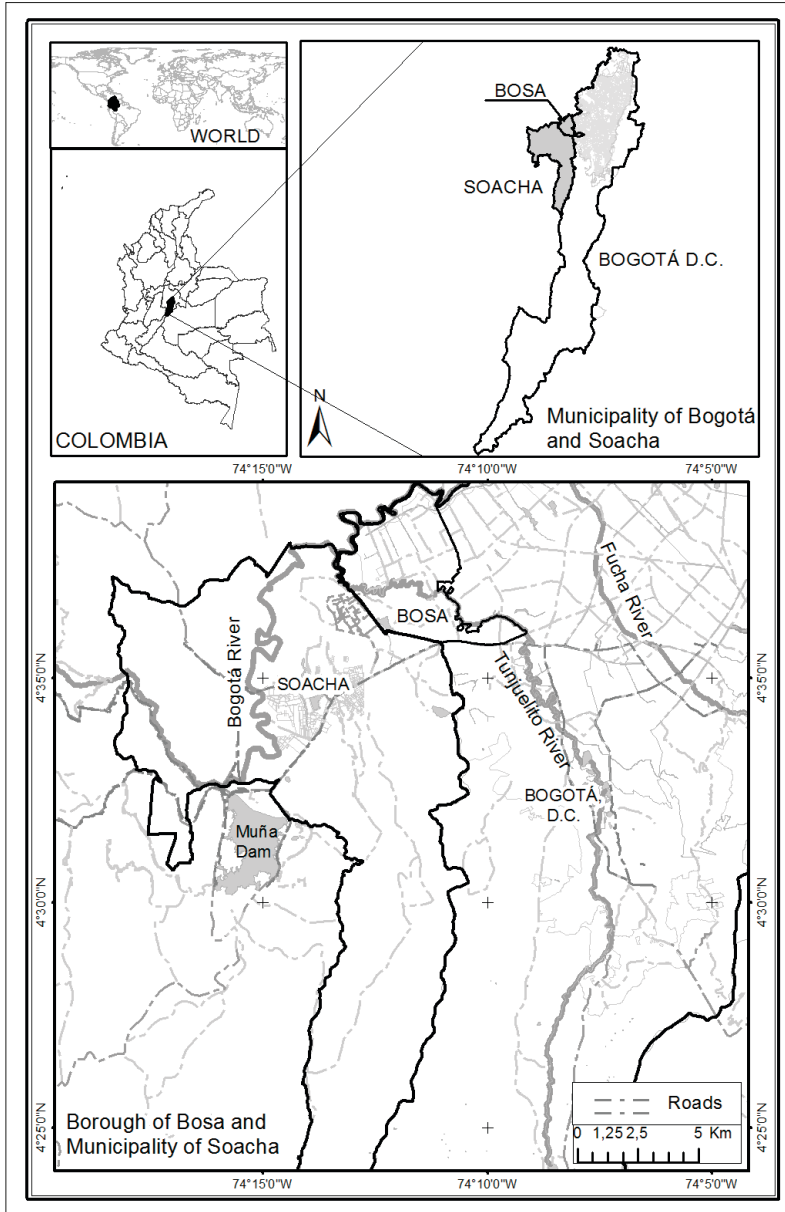 WORLD
COLOMBIA
BOSA
SOACHA
BOGOTÁ D.C.
N
Municipality of Bogotá
and Soacha
74°15'0"W
74°10'0"W
74°5'0"W
Fucha River
BOSA
Bogotá River
SOACHA
Tunjuelito River
4°35'0"N
4°35'0"N
BOGOTÁ,
D.C.
Muña
Dam
4°30'0"N
4°30'0"N
Roads
0 1,25 2,5 5 Km
Borough of Bosa and
Municipality of Soacha
4°25'0"N
4°25'0"N
74°15'0"W
74°10'0"W
74°5'0"W